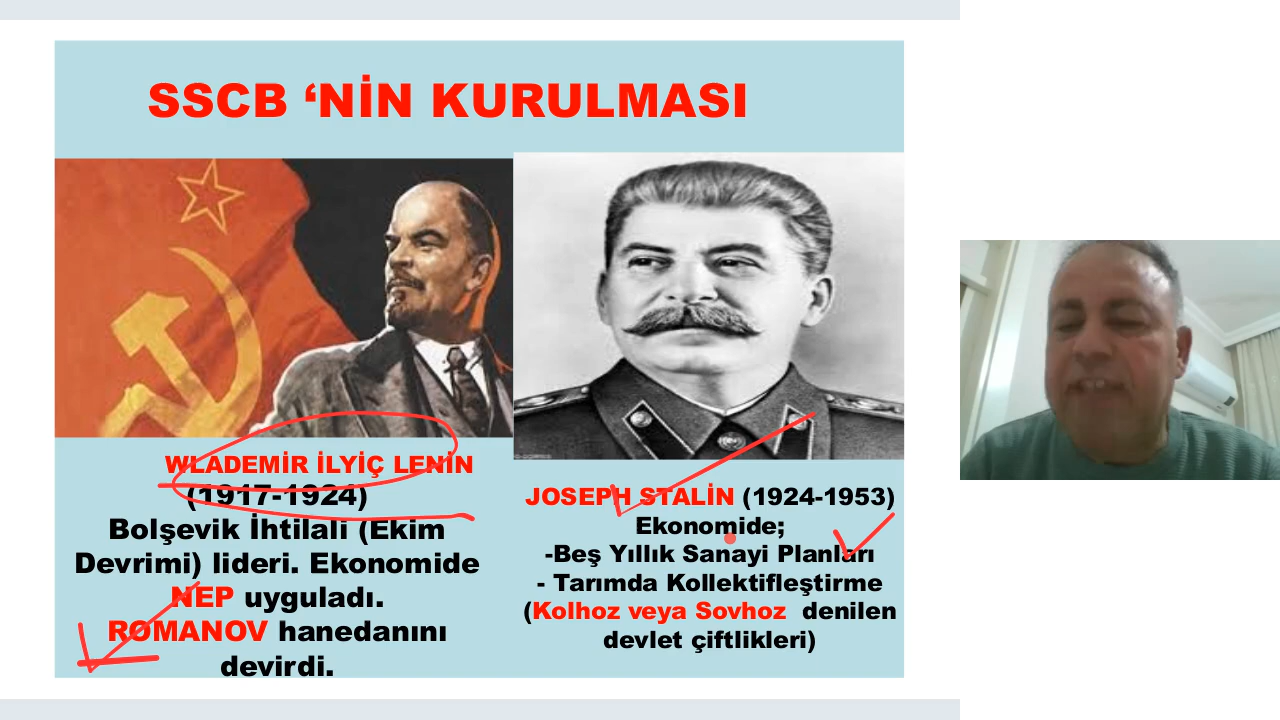 SSCB ‘NİN KURULMASI
WLADEMİR İLYİÇ LENİN
(1917-1924)
Bolşevik İhtilali (Ekim
Devrimi) lideri. Ekonomide
NEP uyguladı.
ROMANOV hanedanını
devirdi.
JOSEPH STALİN (1924-1953)
Ekonomide;
-Beş Yıllık Sanayi Planları
- Tarımda Kollektifleştirme
(Kolhoz veya Sovhoz denilen
devlet çiftlikleri)